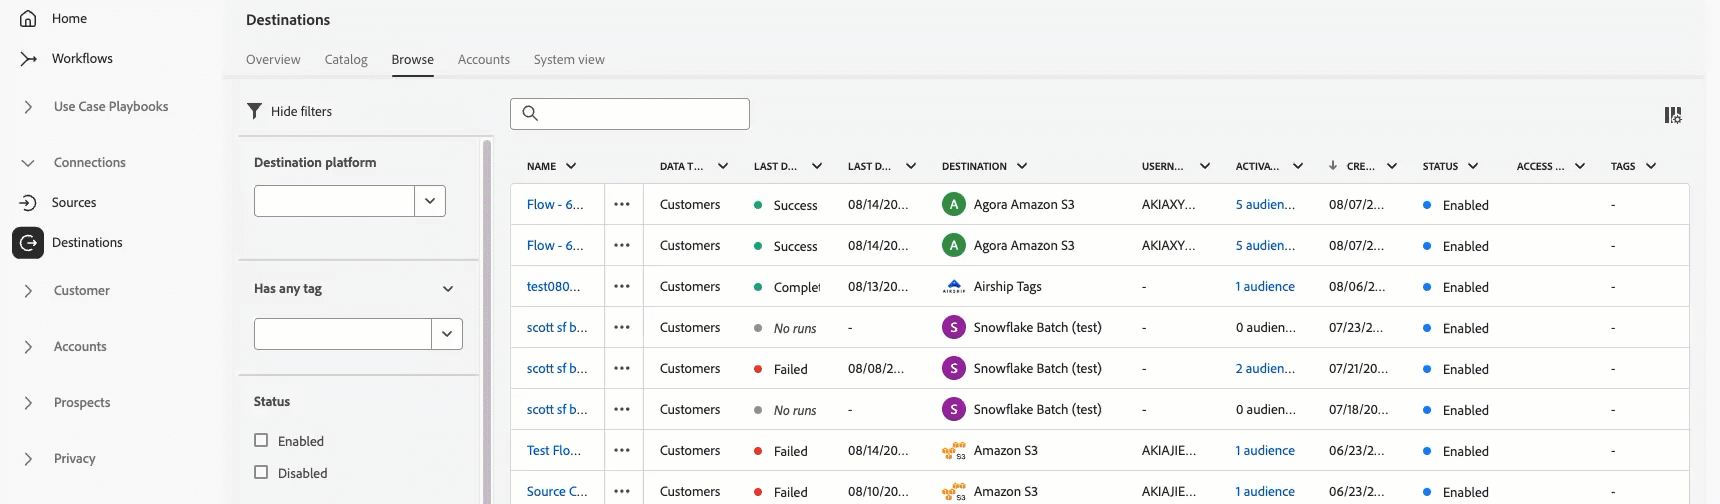 Home
Workflows
Use Case Playbooks
Connections
Sources
Destinations
Customer
Accounts
Prospects
Privacy
Destinations
Overview Catalog Browse Accounts System view
Hide filters
Destination platform
Has any tag
Status
Enabled
Disabled
NAME DATA T... LAST D... LAST D... DESTINATION USERN... ACTIVA... CRE... STATUS ACCESS ... TAGS
Flow - 6... ••• Customers Success 08/14/20... A Agora Amazon S3 AKIAXY... 5 audien... 08/07/2... Enabled -
Flow - 6... ••• Customers Success 08/14/20... A Agora Amazon S3 AKIAXY... 5 audien... 08/07/2... Enabled -
test080... ••• Customers Complet 08/13/20... AIRSHIP Airship Tags - 1 audience 08/06/2... Enabled -
scott sf b... ••• Customers No runs - S Snowflake Batch (test) - 0 audien... 07/23/2... Enabled -
scott sf b... ••• Customers Failed 08/08/2... S Snowflake Batch (test) - 2 audien... 07/21/20... Enabled -
scott sf b... ••• Customers No runs - S Snowflake Batch (test) - 0 audien... 07/18/20... Enabled -
Test Flo... ••• Customers Failed 08/14/20... S3 Amazon S3 AKIAJIE... 1 audience 06/23/2... Enabled -
Source C... ••• Customers Failed 08/10/20... S3 Amazon S3 AKIAJIE... 1 audience 06/23/2... Enabled -